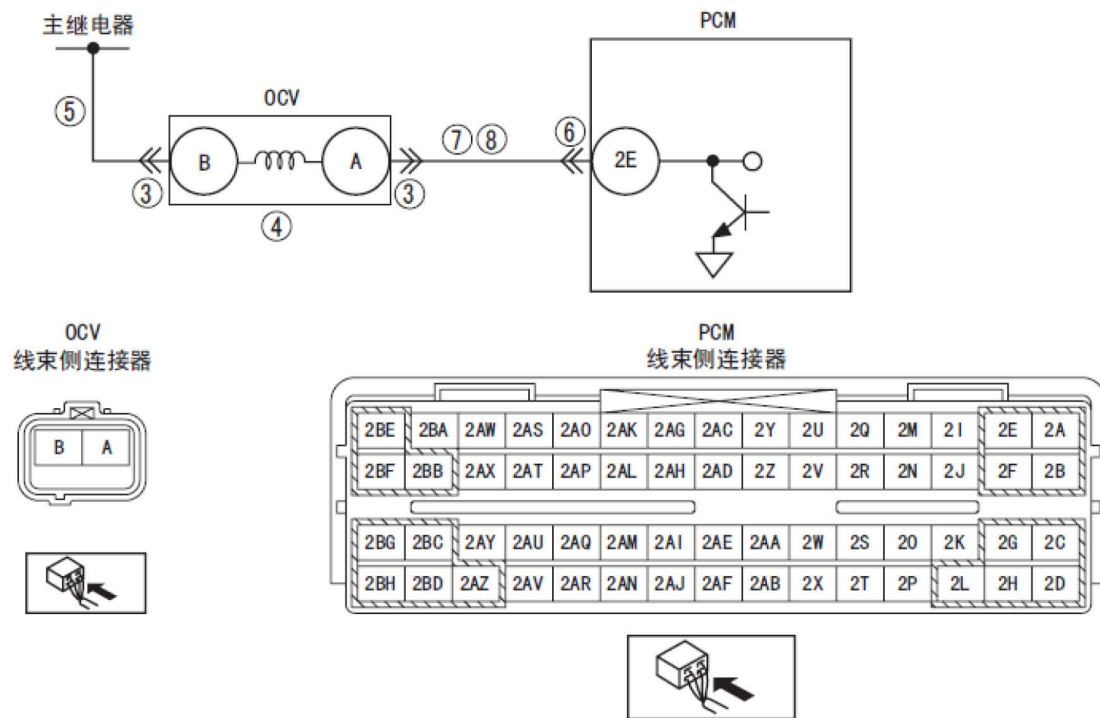 主继电器
PCM
OCV
⑤
⑦ ⑧
⑥
B
A
2E
③
③
④
OCV
线束侧连接器
PCM
线束侧连接器
B A
2BE 2BA 2AW 2AS 2AO 2AK 2AG 2AC 2Y 2U 2Q 2M 2I 2E 2A
2BF 2BB 2AX 2AT 2AP 2AL 2AH 2AD 2Z 2V 2R 2N 2J 2F 2B
2BG 2BC 2AY 2AU 2AQ 2AM 2AI 2AE 2AA 2W 2S 2O 2K 2G 2C
2BH 2BD 2AZ 2AV 2AR 2AN 2AJ 2AF 2AB 2X 2T 2P 2L 2H 2D